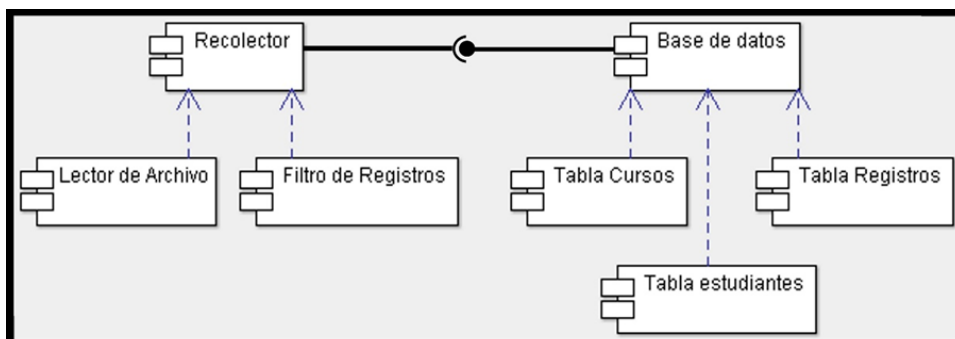 Recolector
Base de datos
Lector de Archivo
Filtro de Registros
Tabla Cursos
Tabla Registros
Tabla estudiantes